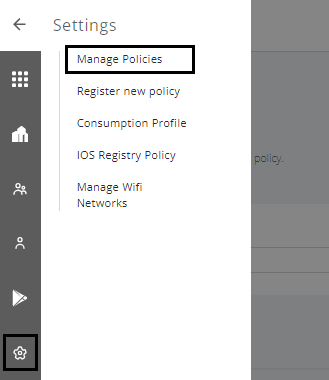 Settings
Manage Policies
Register new policy
Consumption Profile
policy.
IOS Registry Policy
Manage Wifi
Networks